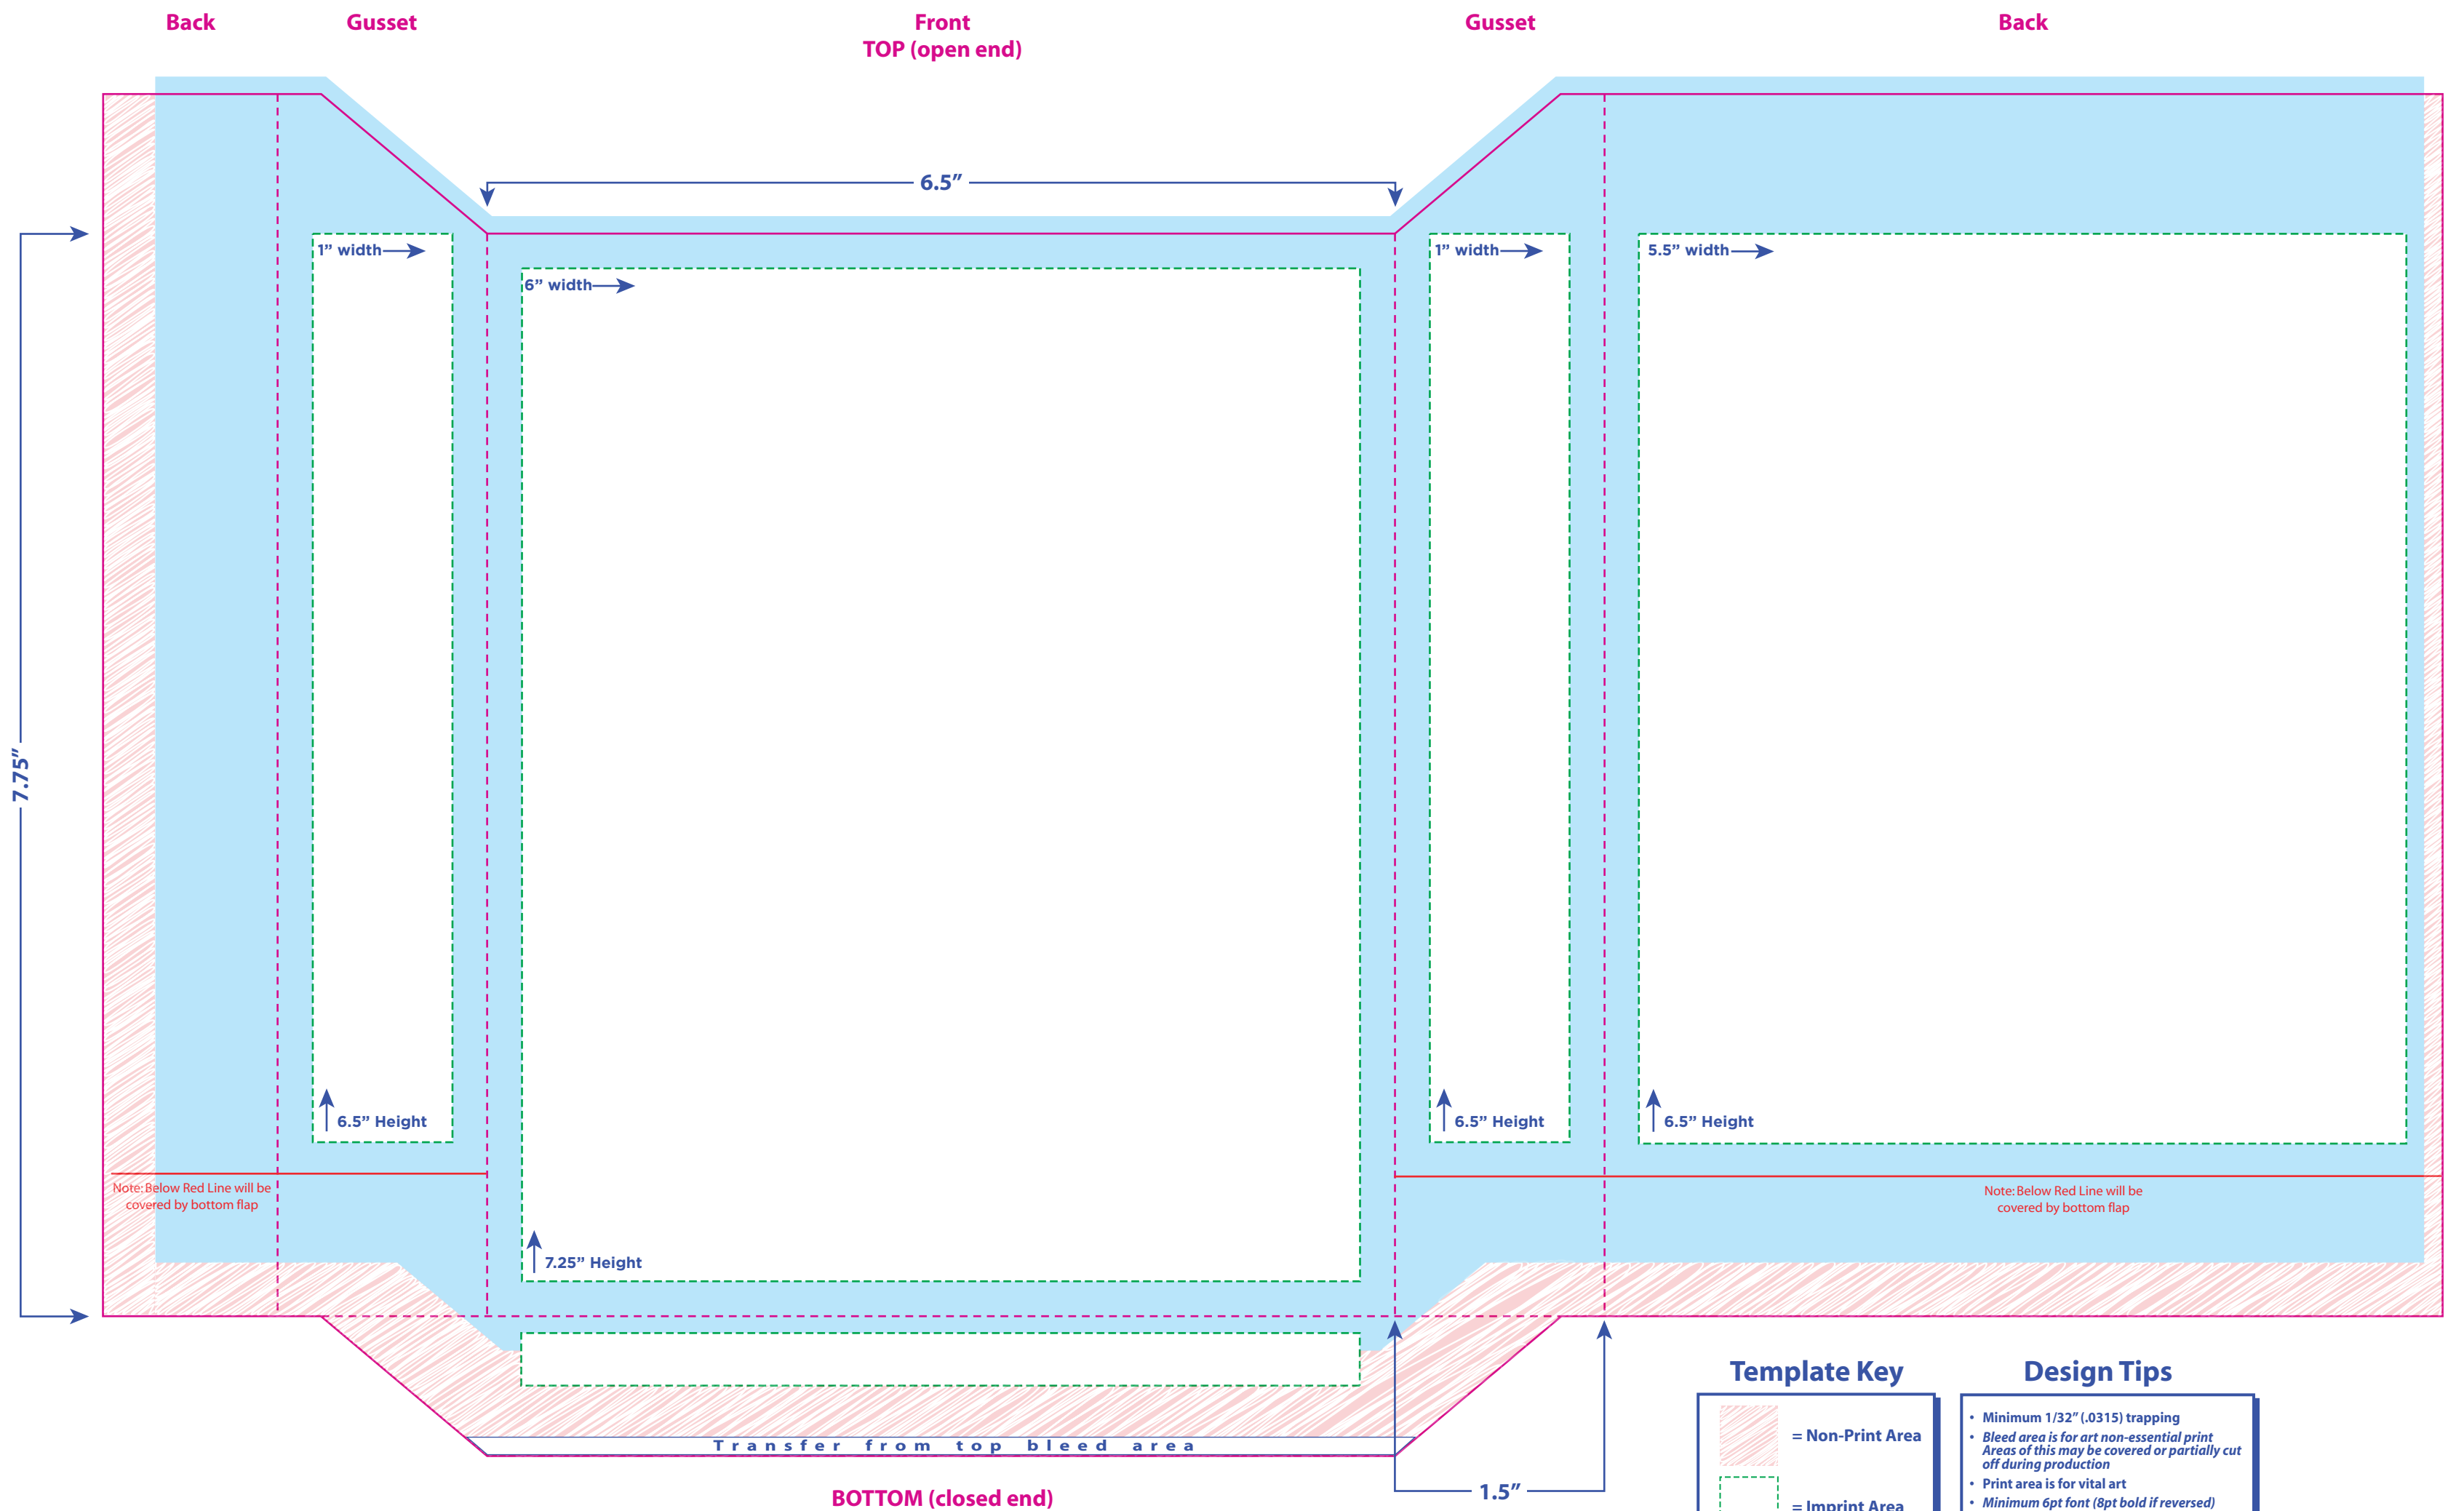 Back
Gusset
Front
TOP (open end)
Gusset
Back
6.5”
1” width
6” width
1” width
5.5” width
7.75”
6.5” Height
6.5” Height
6.5” Height
Note: Below Red Line will be
covered by bottom flap
Note: Below Red Line will be
covered by bottom flap
7.25” Height
Transfer from top bleed area
BOTTOM (closed end)
1.5”
Template Key
= Non-Print Area
= Imprint Area
Design Tips
• Minimum 1/32” (.0315) trapping
• Bleed area is for art non-essential print
Areas of this may be covered or partially cut
off during production
• Print area is for vital art
• Minimum 6pt font (8pt bold if reversed)